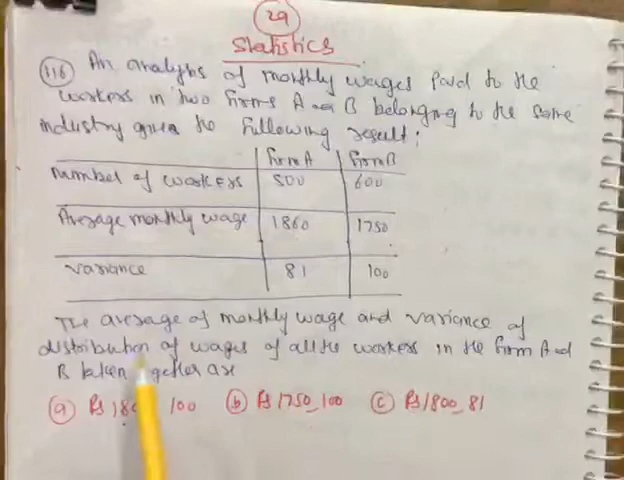 29
Statistics
116 An analysis of monthly wages paid to the
workers in two firms A and B belonging to the same
industry gives the following result:
Firm A Firm B
Number of workers 500 600
Average monthly wage 1860 1750
variance 81 100
The average of monthly wage and variance of
distribution of wages of all the workers in the firm A and
B taken gether are
(a) Rs 18 100 (b) Rs 1750, 100 (c) Rs 1800, 81